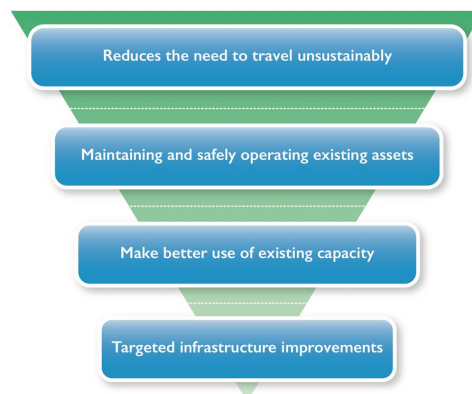 Reduces the need to travel unsustainably
Maintaining and safely operating existing assets
Make better use of existing capacity
Targeted infrastructure improvements